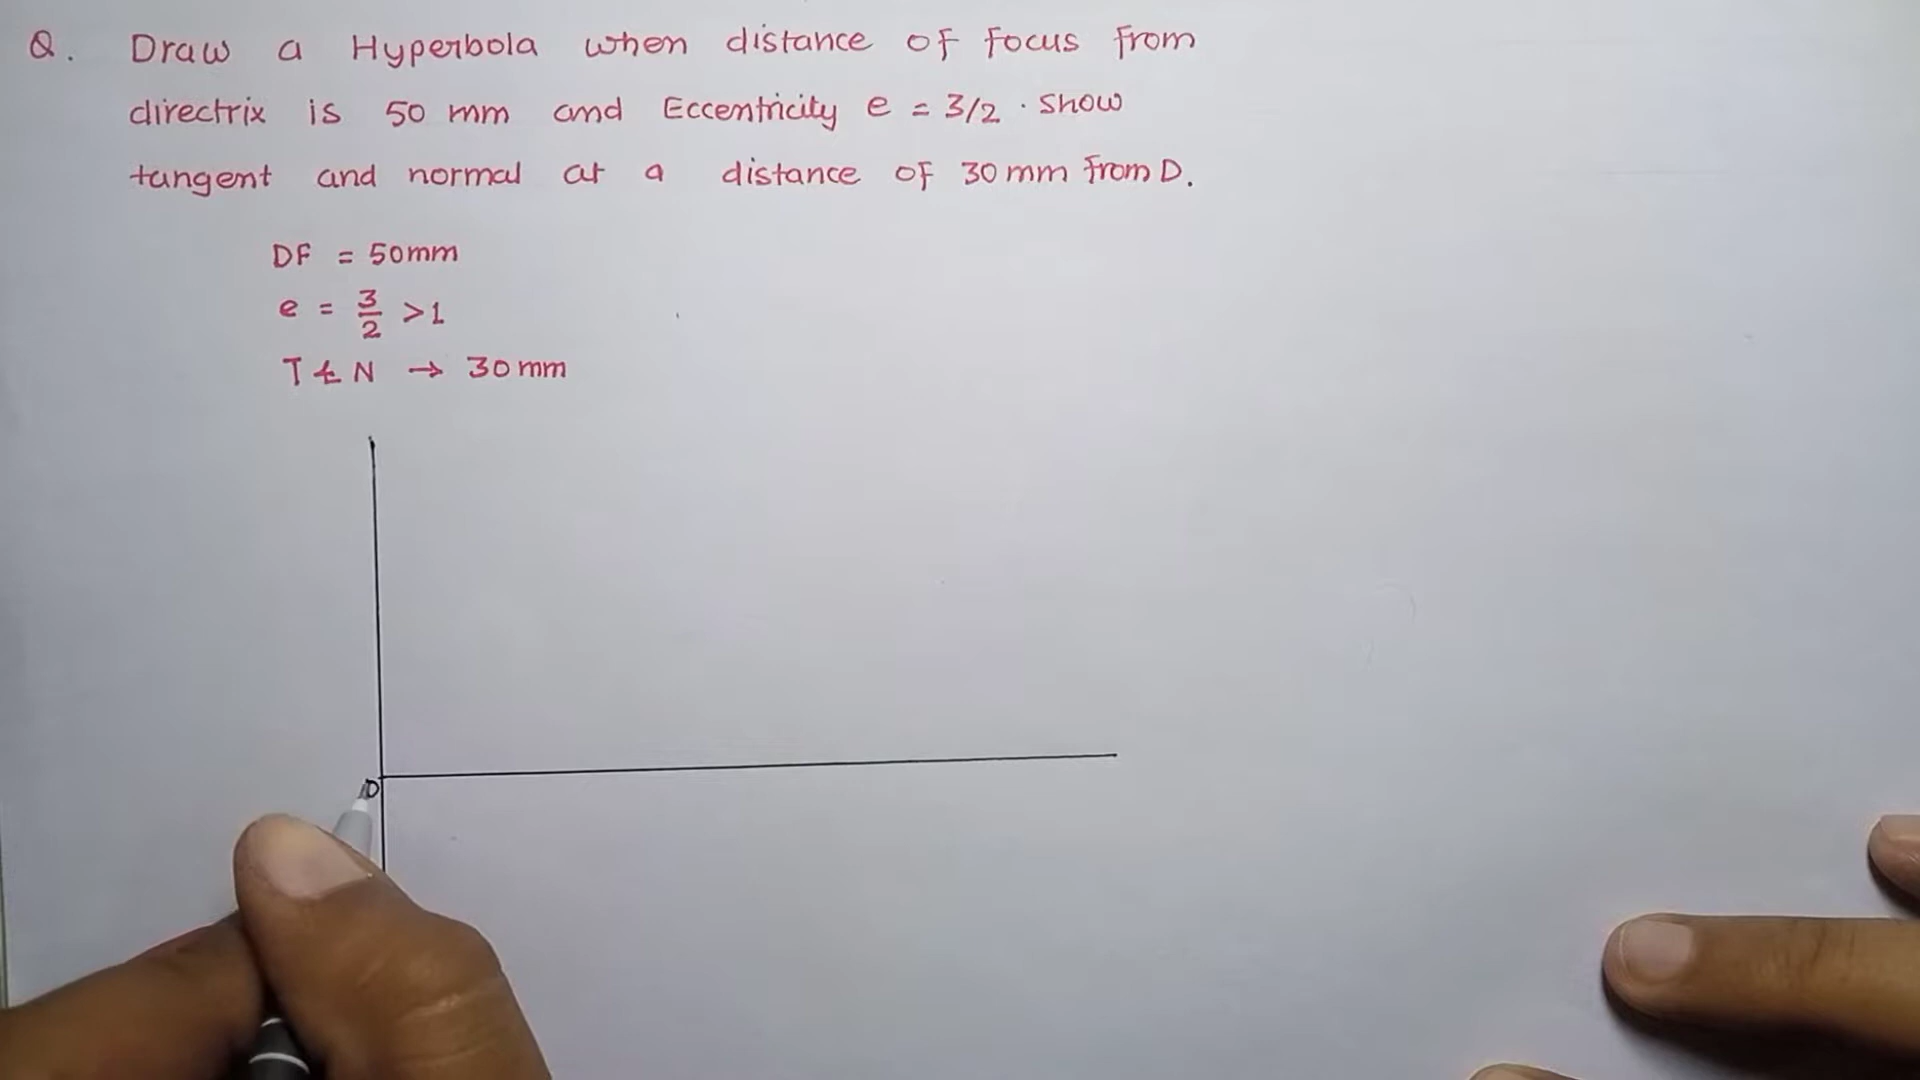 Q. Draw a Hyperbola when distance of Focus from
directrix is 50 mm and Eccentricity e = 3/2 . Show
tangent and normal at a distance of 30 mm from D.
DF = 50mm
e = 3/2 > 1
T & N → 30 mm
D